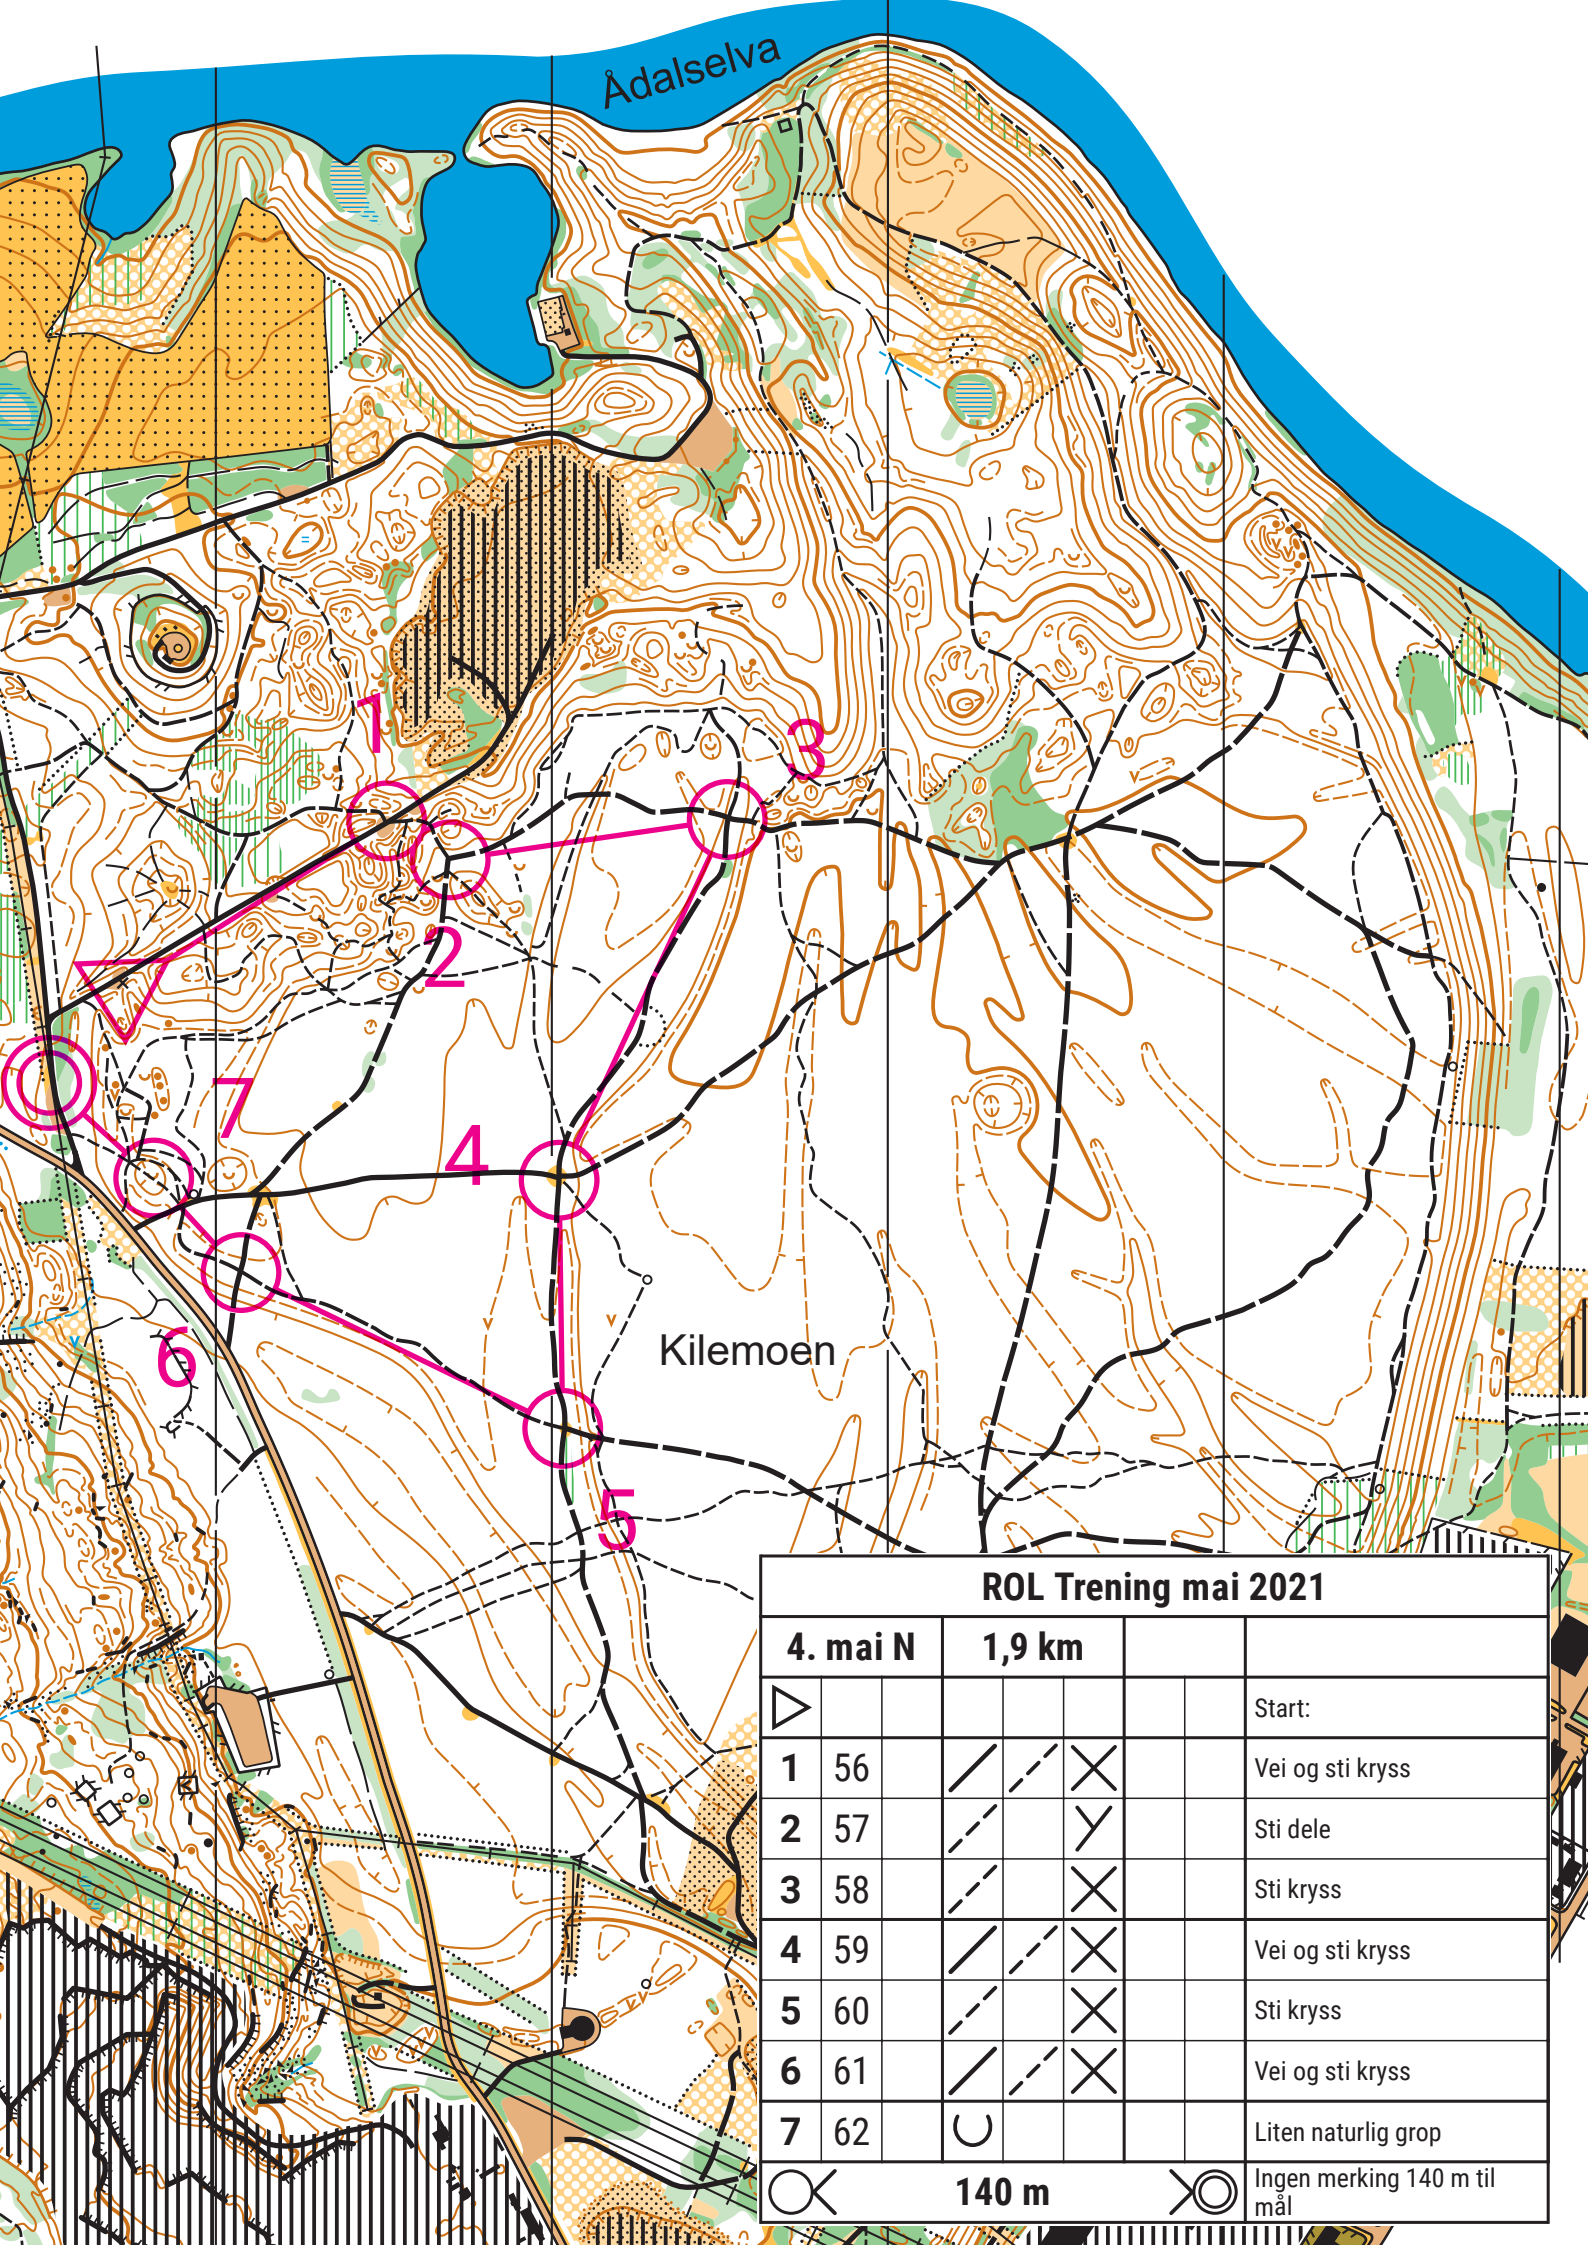 Ådalselva
1
3
2
7
4
Kilemoen
6
5
ROL Trening mai 2021
4. mai N 1,9 km
Start:
1 56 Vei og sti kryss
2 57 Sti dele
3 58 Sti kryss
4 59 Vei og sti kryss
5 60 Sti kryss
6 61 Vei og sti kryss
7 62 Liten naturlig grop
140 m Ingen merking 140 m til
mål